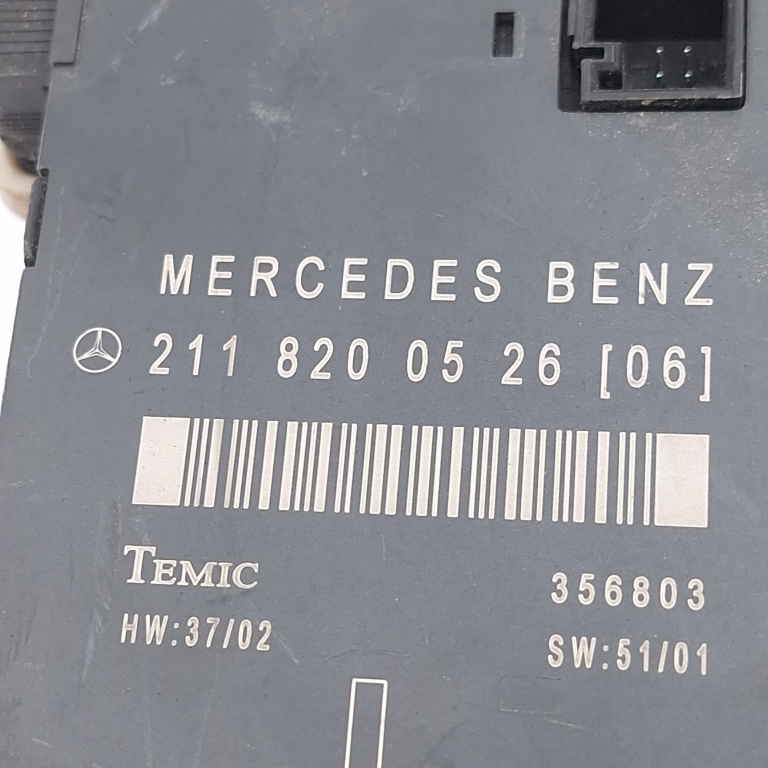 MERCEDES BENZ
211 820 05 26 [06]
TEMIC
356803
HW:37/02
SW:51/01